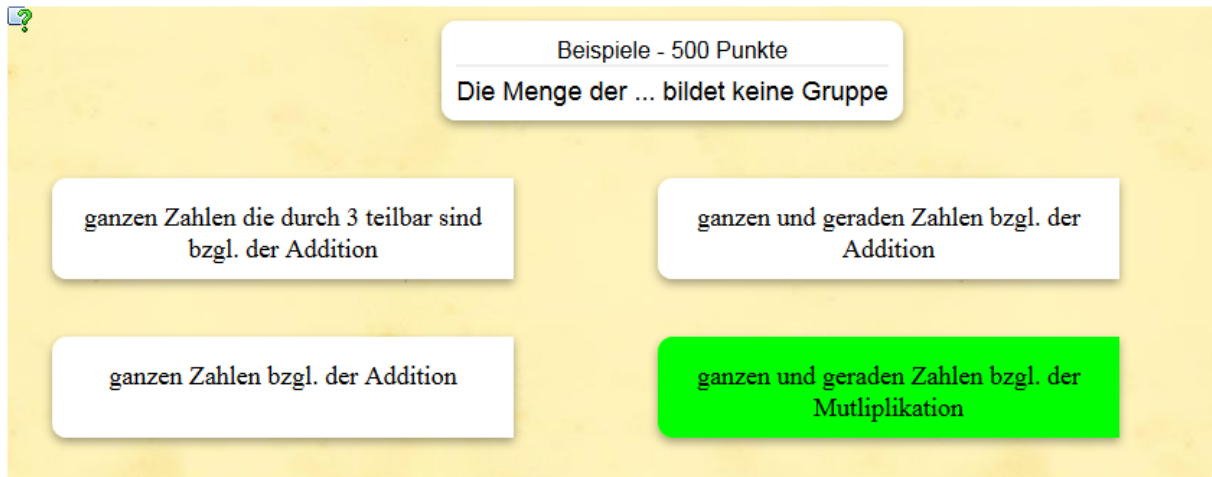 Beispiele - 500 Punkte
Die Menge der ... bildet keine Gruppe
ganzen Zahlen die durch 3 teilbar sind
bzgl. der Addition
ganzen und geraden Zahlen bzgl. der
Addition
ganzen Zahlen bzgl. der Addition
ganzen und geraden Zahlen bzgl. der
Mutliplikation